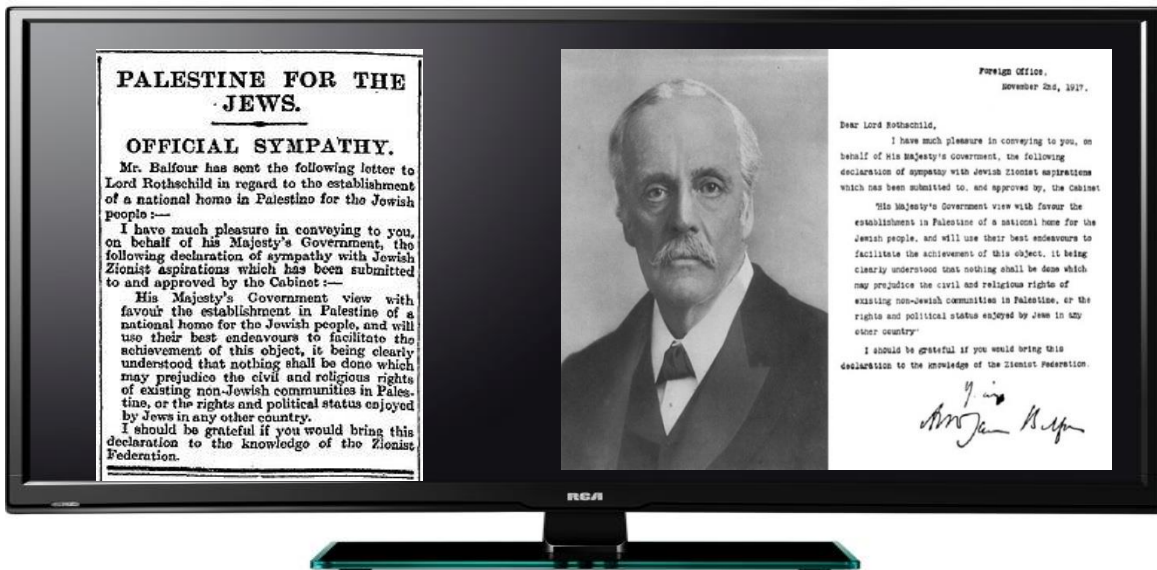 PALESTINE FOR THE
JEWS.
OFFICIAL SYMPATHY.
Mr. Balfour has sent the following letter to
Lord Rothschild in regard to the establishment
of a national home in Palestine for the Jewish
people :—
I have much pleasure in conveying to you,
on behalf of his Majesty's Government, the
following declaration of sympathy with Jewish
Zionist aspirations which has been submitted
to and approved by the Cabinet :—
His Majesty's Government view with
favour the establishment in Palestine of a
national home for the Jewish people, and will
use their best endeavours to facilitate the
achievement of this object, it being clearly
understood that nothing shall be done which
may prejudice the civil and religious rights
of existing non-Jewish communities in Pales-
tine, or the rights and political status enjoyed
by Jews in any other country.
I should be grateful if you would bring this
declaration to the knowledge of the Zionist
Federation.
Foreign Office,
November 2nd, 1917.
Dear Lord Rothschild,
I have much pleasure in conveying to you, on
behalf of His Majesty's Government, the following
declaration of sympathy with Jewish Zionist aspirations
which has been submitted to, and approved by, the Cabinet
"His Majesty's Government view with favour the
establishment in Palestine of a national home for the
Jewish people, and will use their best endeavours to
facilitate the achievement of this object, it being
clearly understood that nothing shall be done which
may prejudice the civil and religious rights of
existing non-Jewish communities in Palestine, or the
rights and political status enjoyed by Jews in any
other country"
I should be grateful if you would bring this
declaration to the knowledge of the Zionist Federation.
RCA